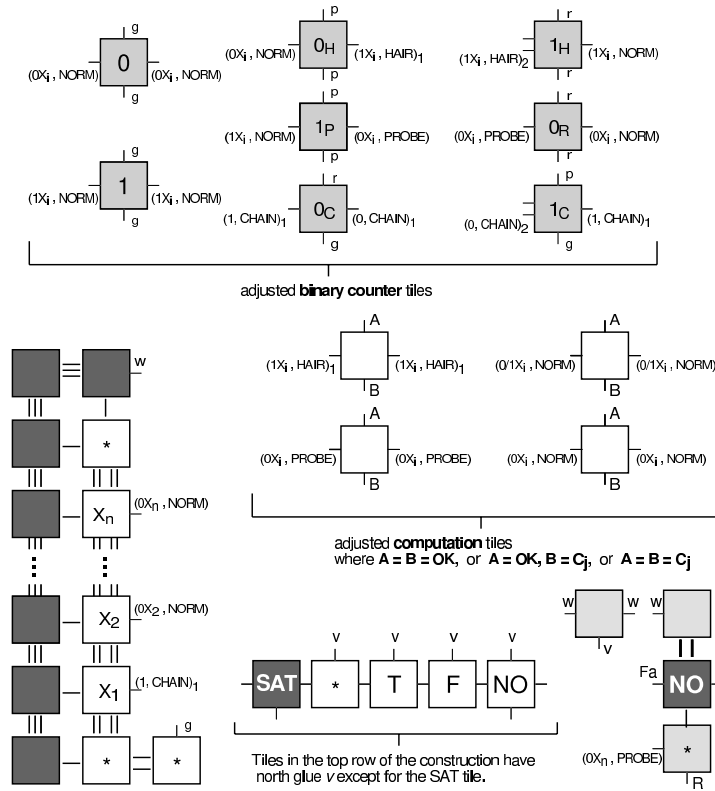 g p r
(0Xi , NORM) 0 (0Xi , NORM)
g
(0Xi , NORM) 0H (1Xi , HAIR)1
p
(1Xi , HAIR)2 1H (1Xi , NORM)
r
p
(1Xi , NORM) 1P (0Xi , PROBE)
p
r
(0Xi , PROBE) 0R (0Xi , NORM)
r
g
(1Xi , NORM) 1 (1Xi , NORM)
g
r
(1, CHAIN)1 0C (0, CHAIN)1
g
p
(0, CHAIN)2 1C (1, CHAIN)1
g
adjusted binary counter tiles
A
(1Xi , HAIR)1 (1Xi , HAIR)1
B
A
(0/1Xi , NORM) (0/1Xi , NORM)
B
A
(0Xi , PROBE) (0Xi , PROBE)
B
A
(0Xi , NORM) (0Xi , NORM)
B
adjusted computation tiles
where A = B = OK, or A = OK, B = Cj, or A = B = Cj
w
*
Xn (0Xn , NORM)
X2 (0X2 , NORM)
X1 (1, CHAIN)1
g
* *
v v v v
SAT * T F NO
Tiles in the top row of the construction have
north glue v except for the SAT tile.
w w w
v
Fa NO
(0Xn , PROBE) *
R